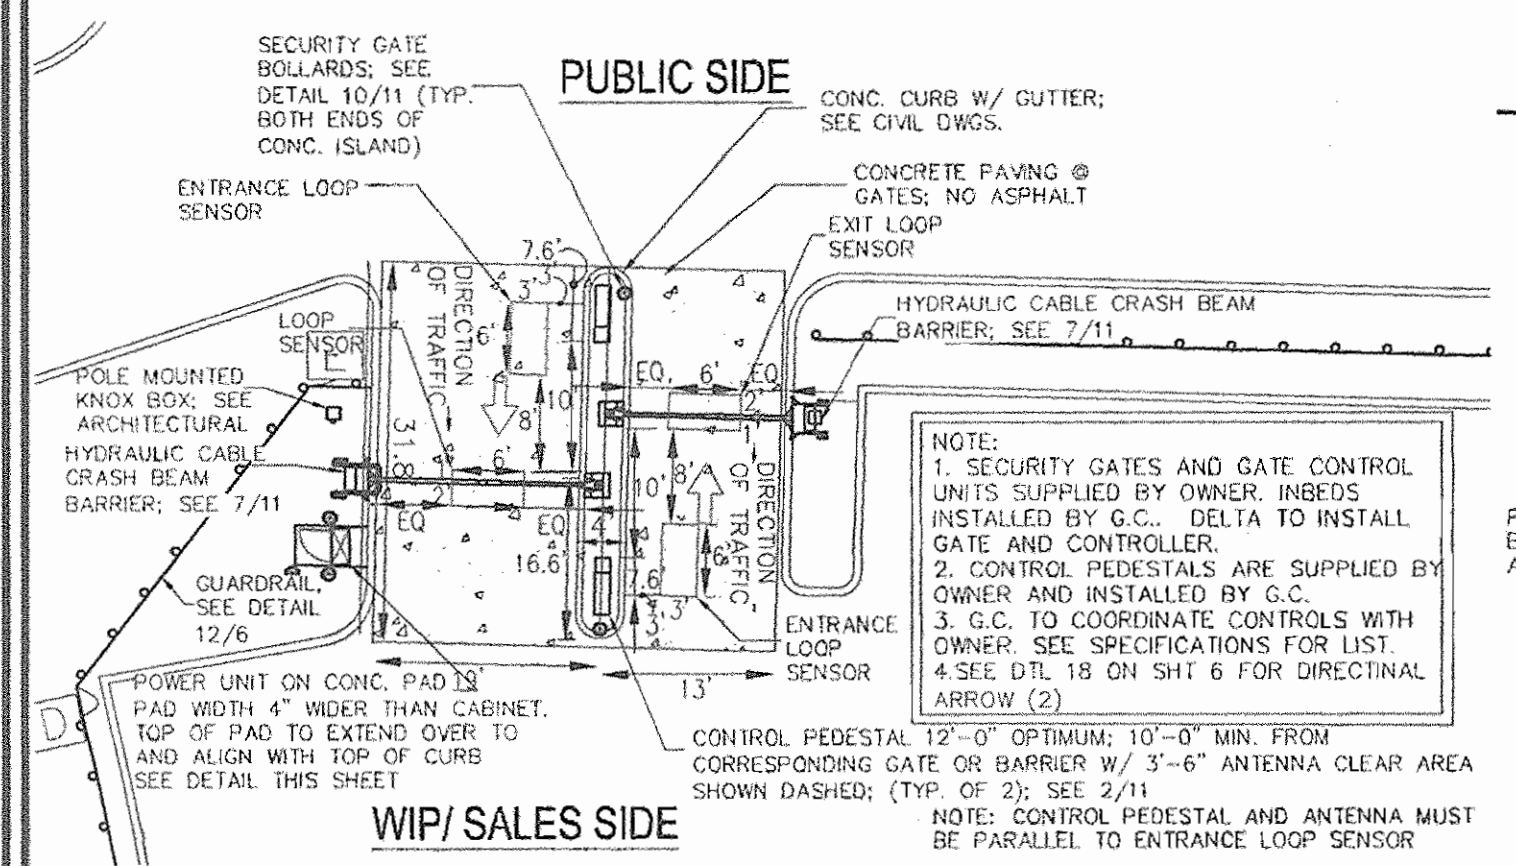 SECURITY GATE
BOLLARDS; SEE
DETAIL 10/11 (TYP.
BOTH ENDS OF
CONC. ISLAND)
PUBLIC SIDE
CONC. CURB W/ GUTTER;
SEE CIVIL DWGS.
ENTRANCE LOOP
SENSOR
CONCRETE PAVING @
GATES; NO ASPHALT
EXIT LOOP
SENSOR
7.6'
3'
3'
DIRECTION
OF TRAFFIC
6'
LOOP
SENSOR
HYDRAULIC CABLE CRASH BEAM
BARRIER; SEE 7/11
POLE MOUNTED
KNOX BOX; SEE
ARCHITECTURAL
EQ.
6'
EQ
2'
10'
8'
31.8'
HYDRAULIC CABLE
CRASH BEAM
BARRIER; SEE 7/11
6'
2'
EQ
EQ
4'
10'
8'
DIRECTION
OF TRAFFIC
16.6'
7.6'
6'
3'
3'
GUARDRAIL,
SEE DETAIL
12/6
ENTRANCE
LOOP
SENSOR
13'
NOTE:
1. SECURITY GATES AND GATE CONTROL
UNITS SUPPLIED BY OWNER. INBEDS
INSTALLED BY G.C.. DELTA TO INSTALL
GATE AND CONTROLLER.
2. CONTROL PEDESTALS ARE SUPPLIED BY
OWNER AND INSTALLED BY G.C.
3. G.C. TO COORDINATE CONTROLS WITH
OWNER. SEE SPECIFICATIONS FOR LIST.
4.SEE DTL 18 ON SHT 6 FOR DIRECTINAL
ARROW (2)
POWER UNIT ON CONC. PAD
PAD WIDTH 4" WIDER THAN CABINET.
TOP OF PAD TO EXTEND OVER TO
AND ALIGN WITH TOP OF CURB
SEE DETAIL THIS SHEET
D
CONTROL PEDESTAL 12'-0" OPTIMUM; 10'-0" MIN. FROM
CORRESPONDING GATE OR BARRIER W/ 3'-6" ANTENNA CLEAR AREA
SHOWN DASHED; (TYP. OF 2); SEE 2/11
NOTE: CONTROL PEDESTAL AND ANTENNA MUST
BE PARALLEL TO ENTRANCE LOOP SENSOR
WIP/ SALES SIDE